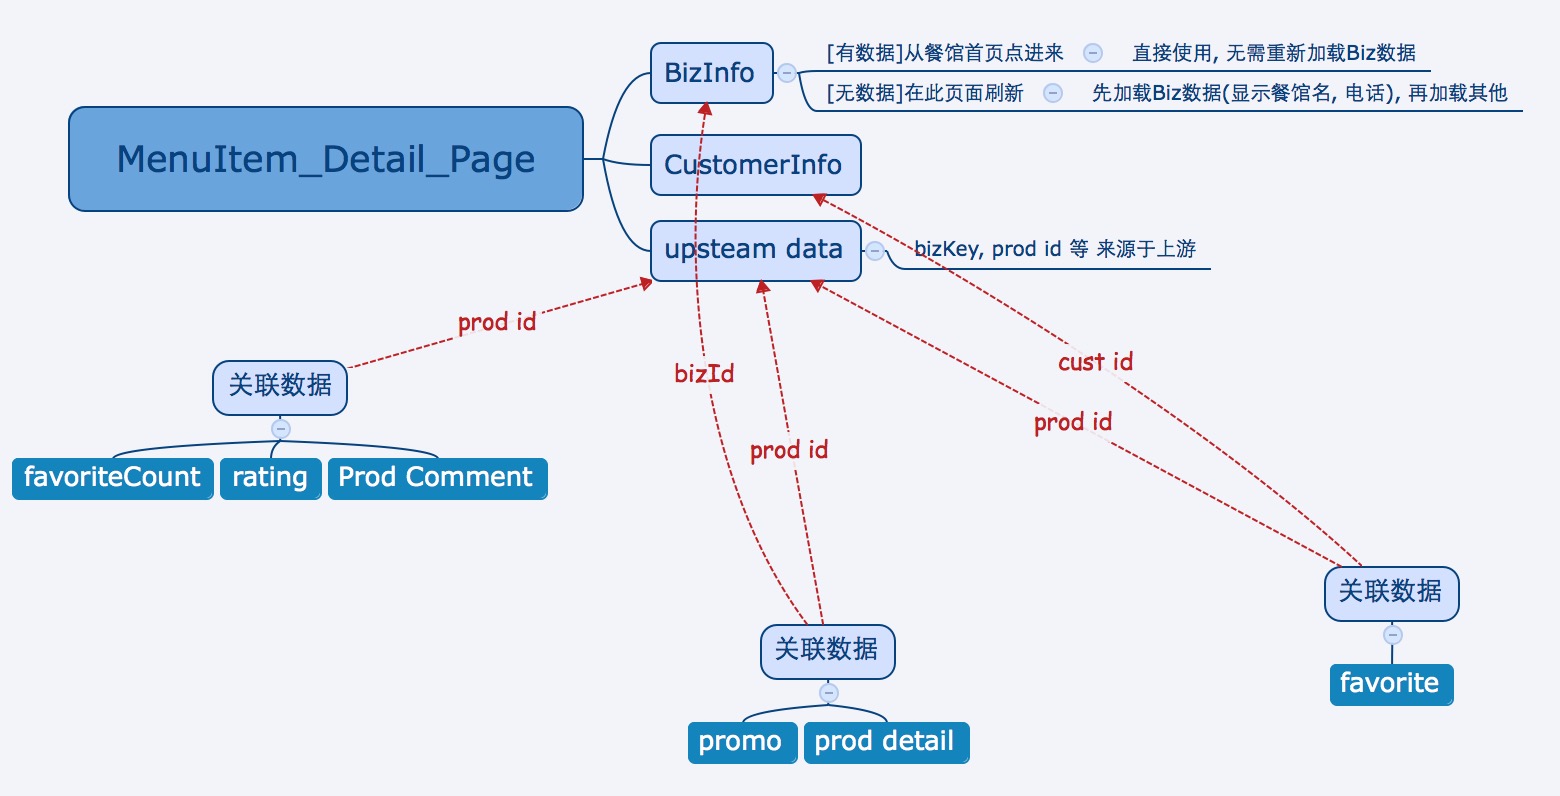 MenuItem_Detail_Page
BizInfo
[有数据]从餐馆首页点进来
直接使用, 无需重新加载Biz数据
[无数据]在此页面刷新
先加载Biz数据(显示餐馆名, 电话), 再加载其他
CustomerInfo
upsteam data
bizKey, prod id 等 来源于上游
prod id
bizId
prod id
cust id
prod id
关联数据
favoriteCount
rating
Prod Comment
关联数据
promo
prod detail
关联数据
favorite